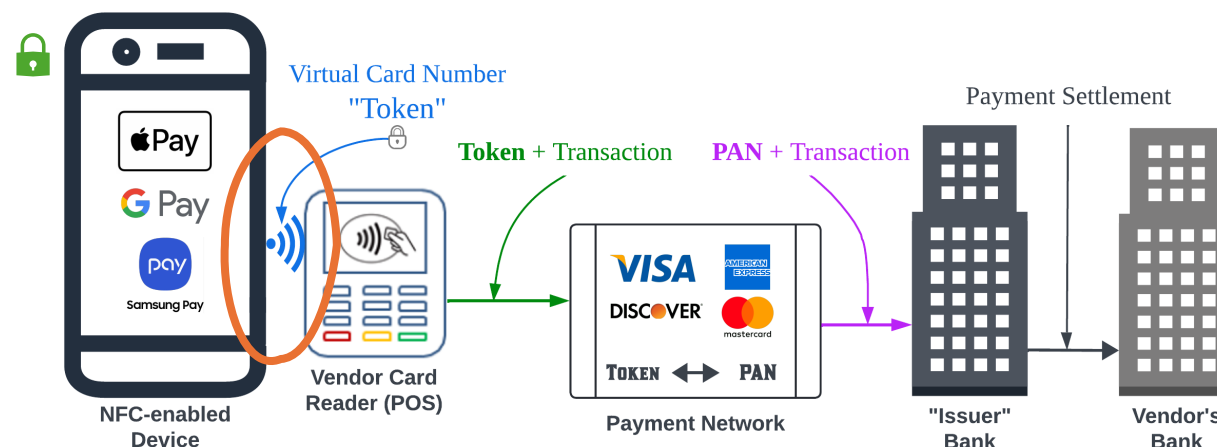 Virtual Card Number
"Token"
Pay
G Pay
pay
Samsung Pay
Token + Transaction
PAN + Transaction
Payment Settlement
VISA
AMERICAN
EXPRESS
DISCOVER
mastercard
TOKEN
PAN
NFC-enabled
Device
Vendor Card
Reader (POS)
Payment Network
"Issuer"
Bank
Vendor's
Bank